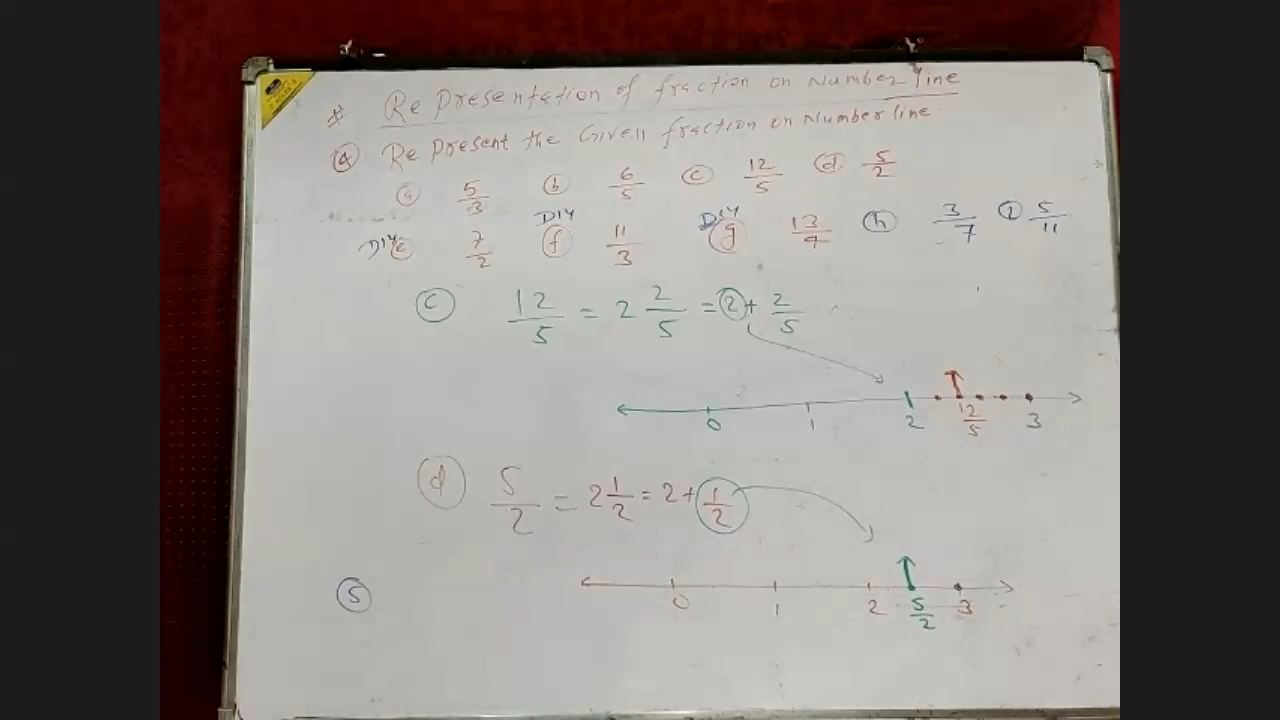 * Representation of fraction on Number line
Q Represent the Given fraction on Number line
a 5/3 b 6/5 c 12/5 d 5/2
DIY DIY
DIY e 7/2 f 11/3 g 13/4 h 3/7 i 5/11
c 12/5 = 2 2/5 = 2 + 2/5
0 1 2 12/5 3
d 5/2 = 2 1/2 = 2 + 1/2
5
0 1 2 5/2 3